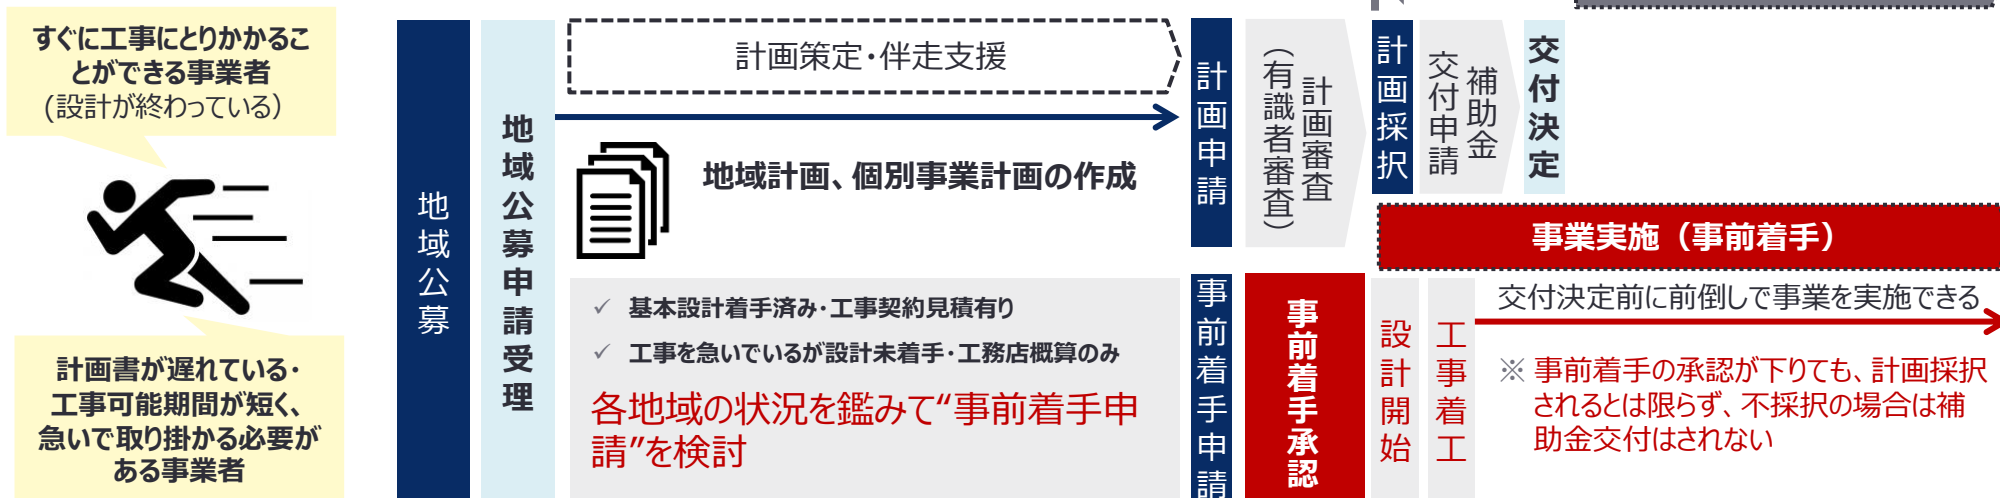 すぐに工事にとりかかるこ
とができる事業者
(設計が終わっている）
計画書が遅れている・
工事可能期間が短く、
急いで取り掛かる必要が
ある事業者
地域公募
地域公募申請受理
計画策定・伴走支援
地域計画、個別事業計画の作成
✓ 基本設計着手済み・工事契約見積有り
✓ 工事を急いでいるが設計未着手・工務店概算のみ
各地域の状況を鑑みて“事前着手申
請”を検討
計画申請
計画審査
（有識者審査）
計画採択
補助金
交付申請
交付決定
事業実施（事前着手）
事前着手申請
事前着手承認
設計開始
工事着工
交付決定前に前倒しで事業を実施できる
※ 事前着手の承認が下りても、計画採択
されるとは限らず、不採択の場合は補
助金交付はされない